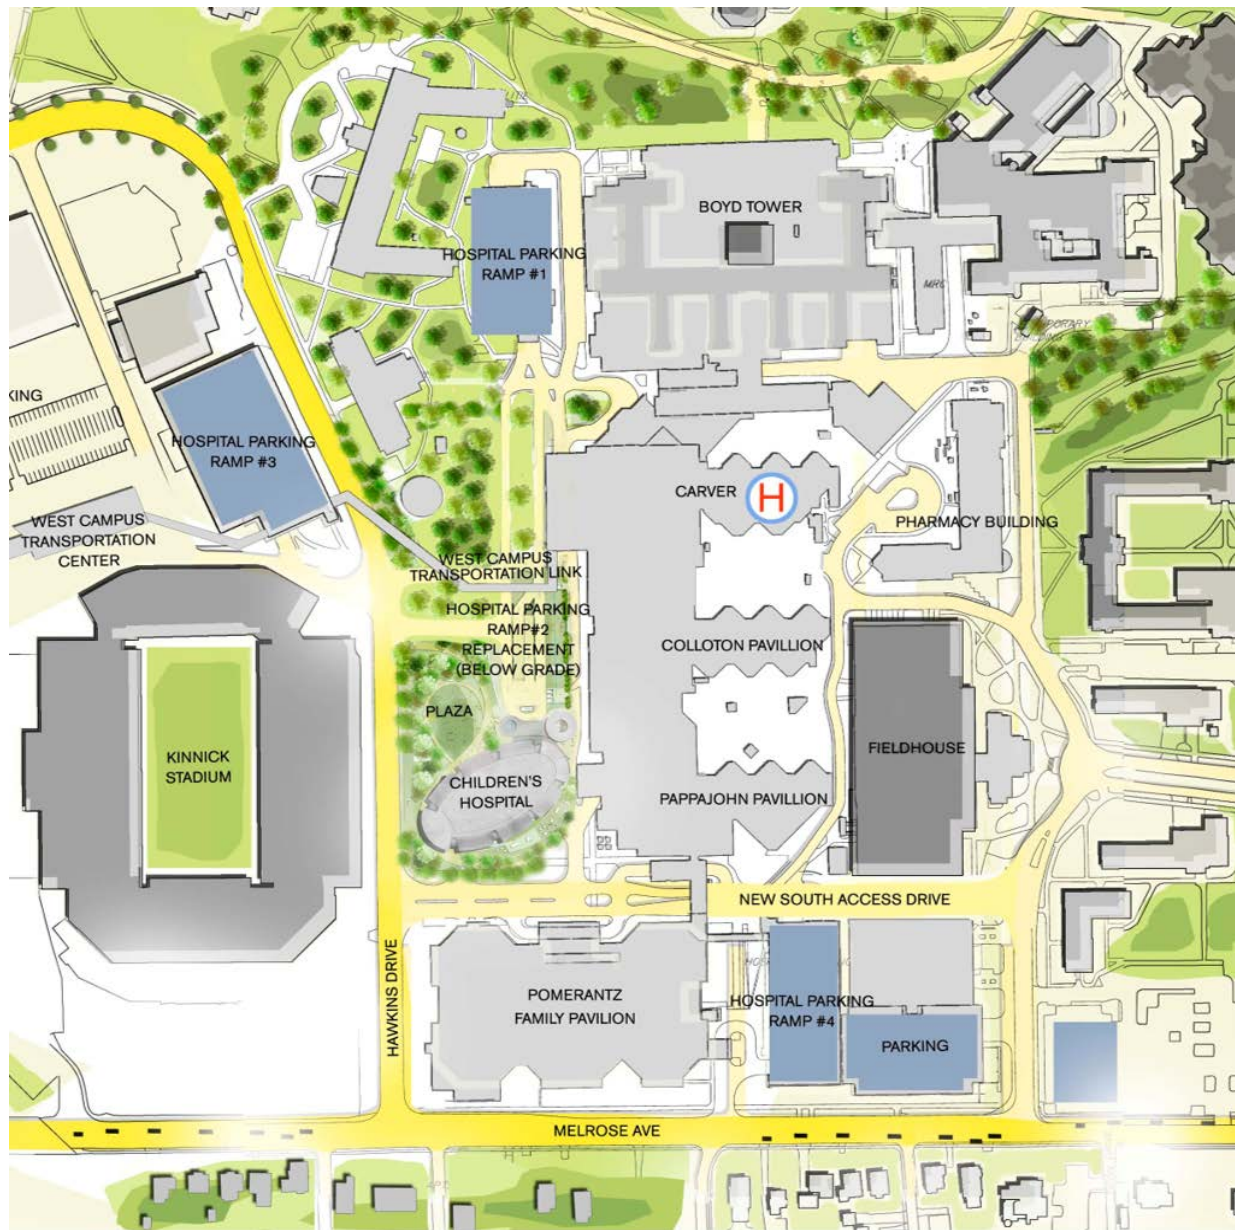 BOYD TOWER
HOSPITAL PARKING
RAMP #1
KING
HOSPITAL PARKING
RAMP #3
CARVER
H
WEST CAMPUS
TRANSPORTATION
CENTER
PHARMACY BUILDING
WEST CAMPUS
TRANSPORTATION LINK
HOSPITAL PARKING
RAMP#2
REPLACEMENT
(BELOW GRADE)
COLLOTON PAVILION
PLAZA
KINNICK
STADIUM
FIELDHOUSE
CHILDREN'S
HOSPITAL
PAPPAJOHN PAVILION
NEW SOUTH ACCESS DRIVE
HAWKINS DRIVE
POMERANTZ
FAMILY PAVILION
HOSPITAL PARKING
RAMP #4
PARKING
MELROSE AVE